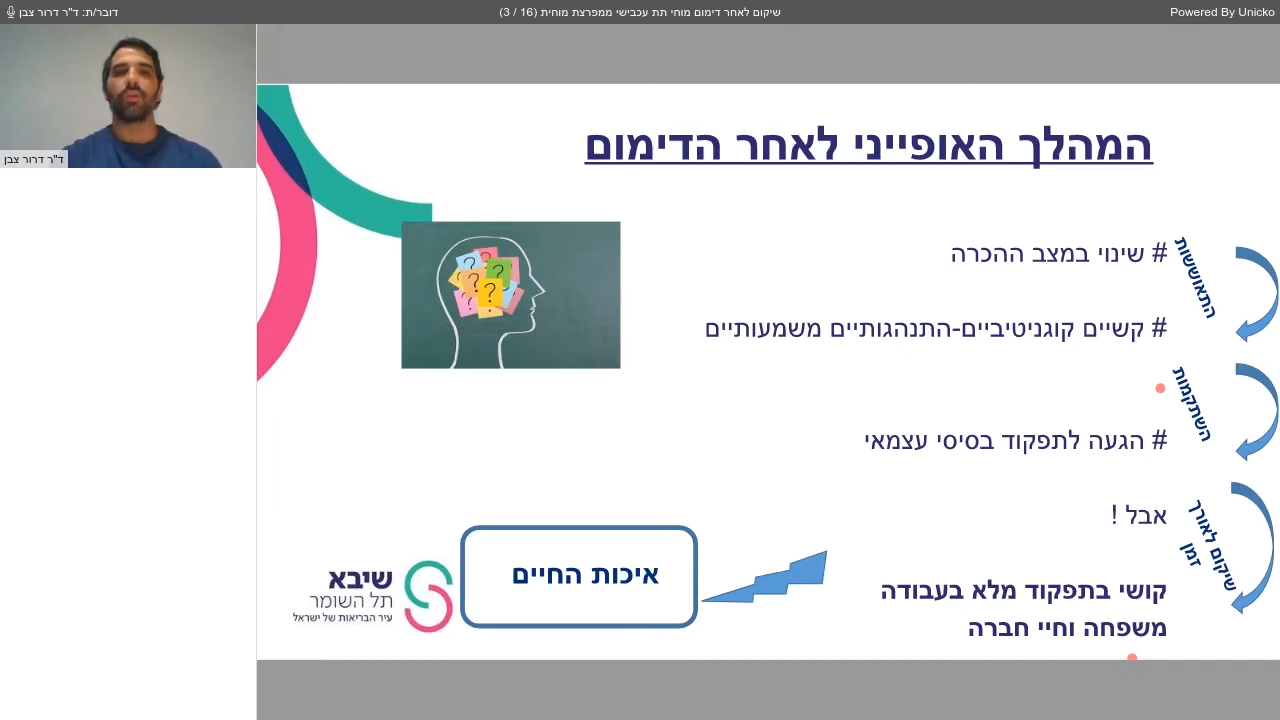 דובר/ת: ד"ר דרור צבן
שיקום לאחר דימום מוחי תת עכבישי ממפרצת מוחית (16 / 3)
Powered By Unicko
ד"ר דרור צבן
המהלך האופייני לאחר הדימום
# שינוי במצב ההכרה
התאוששות
# קשיים קוגניטיביים-התנהגותיים משמעותיים
השתקמות
# הגעה לתפקוד בסיסי עצמאי
אבל !
שיקום לאורך
זמן
קושי בתפקוד מלא בעבודה
משפחה וחיי חברה
איכות החיים
שיבא
תל השומר
עיר הבריאות של ישראל
? ? ? ?